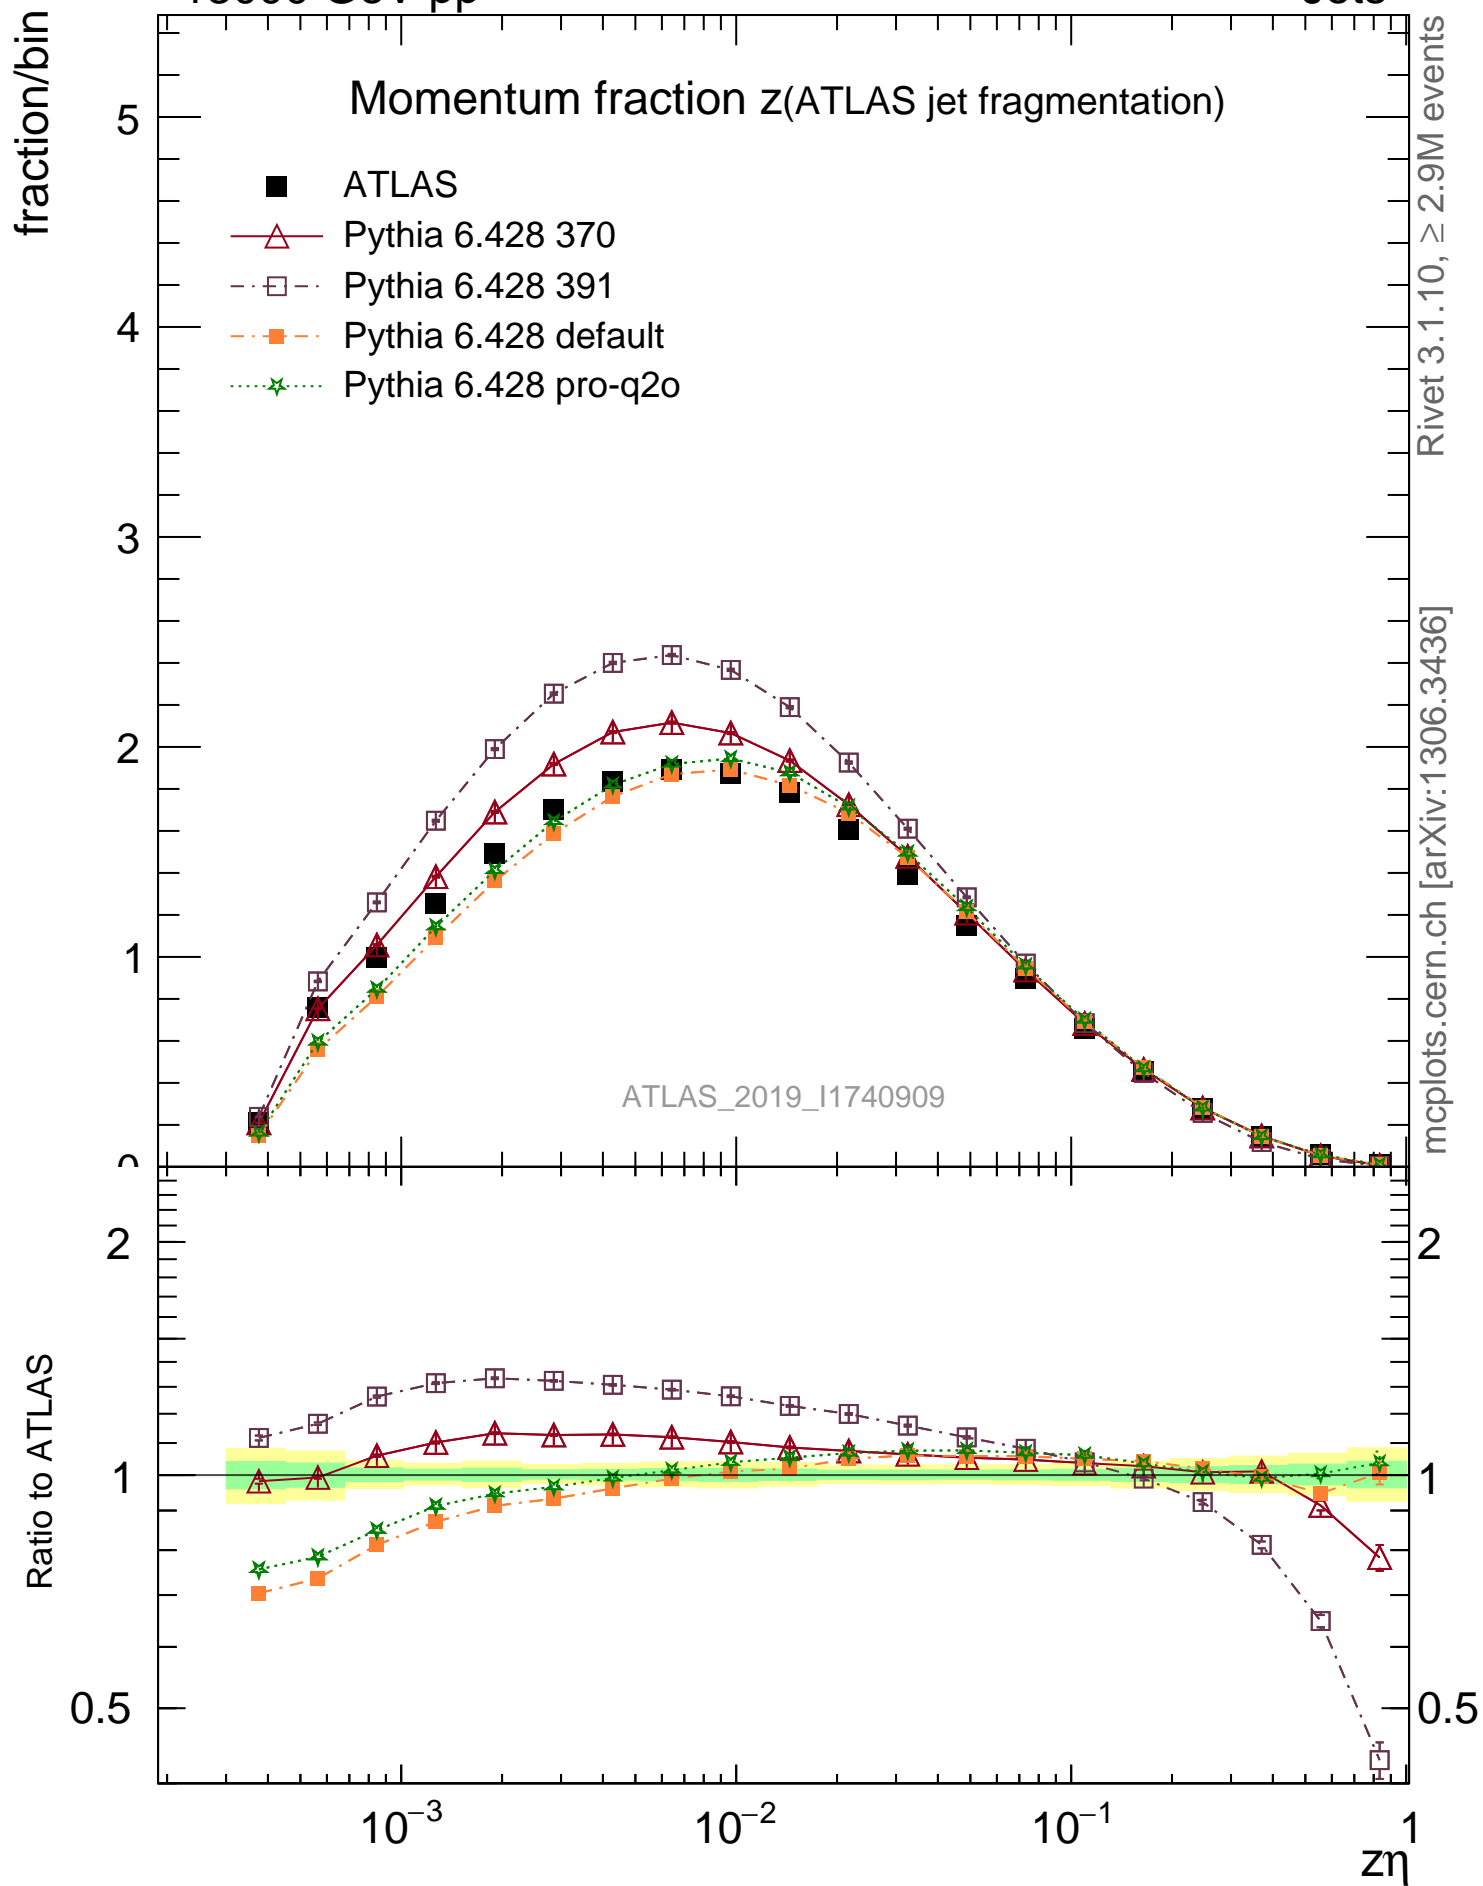 fraction/bin
Momentum fraction z(ATLAS jet fragmentation)
ATLAS
Pythia 6.428 370
Pythia 6.428 391
Pythia 6.428 default
Pythia 6.428 pro-q2o
5
4
3
2
1
ATLAS_2019_I1740909
Rivet 3.1.10, ≥ 2.9M events
mcplots.cern.ch [arXiv:1306.3436]
Ratio to ATLAS
2
1
0.5
2
1
0.5
10⁻³
10⁻²
10⁻¹
1
zη